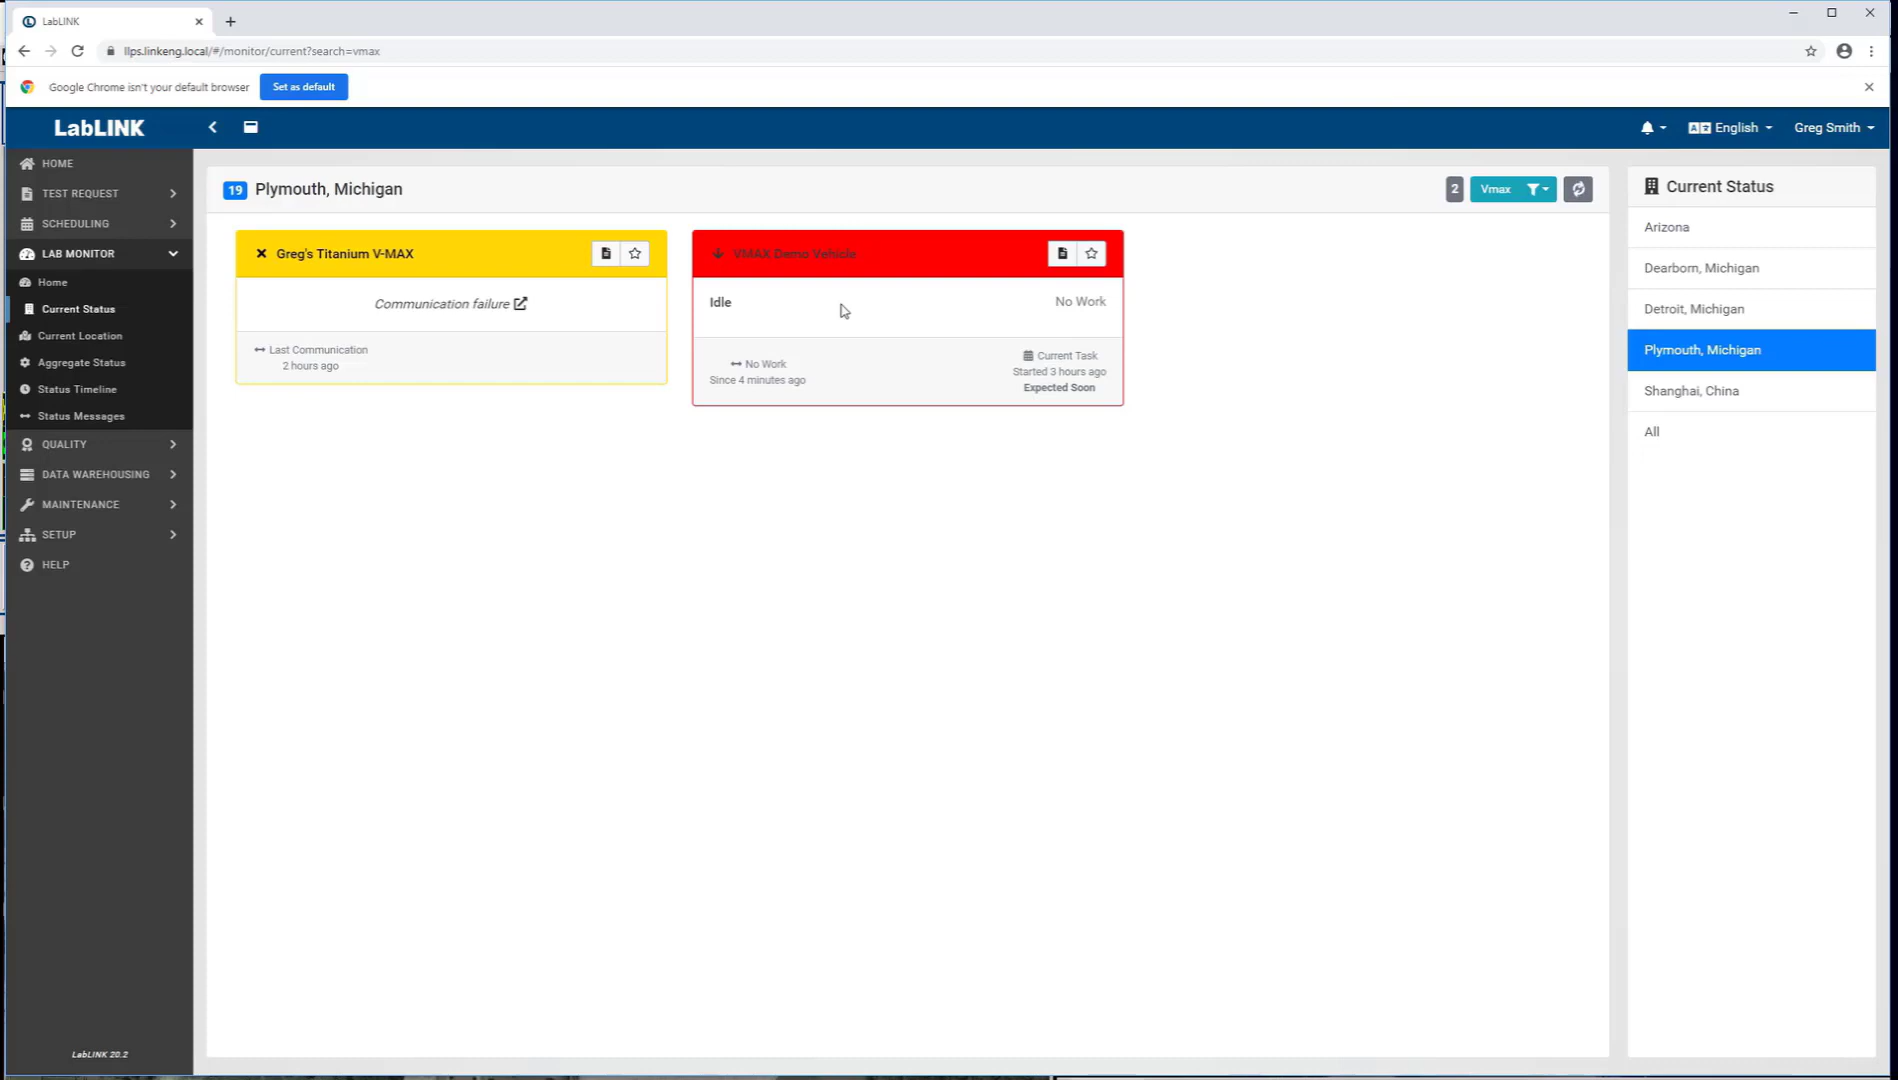 LabLINK
llps.linkeng.local/#/monitor/current?search=vmax
Google Chrome isn't your default browser
Set as default
LabLINK
English
Greg Smith
HOME
TEST REQUEST
SCHEDULING
LAB MONITOR
Home
Current Status
Current Location
Aggregate Status
Status Timeline
Status Messages
QUALITY
DATA WAREHOUSING
MAINTENANCE
SETUP
HELP
LabLINK 20.2
19 Plymouth, Michigan
2 Vmax
Greg's Titanium V-MAX
Communication failure
Last Communication
2 hours ago
VMAX Demo Vehicle
Idle No Work
No Work
Since 4 minutes ago
Current Task
Started 3 hours ago
Expected Soon
Current Status
Arizona
Dearborn, Michigan
Detroit, Michigan
Plymouth, Michigan
Shanghai, China
All